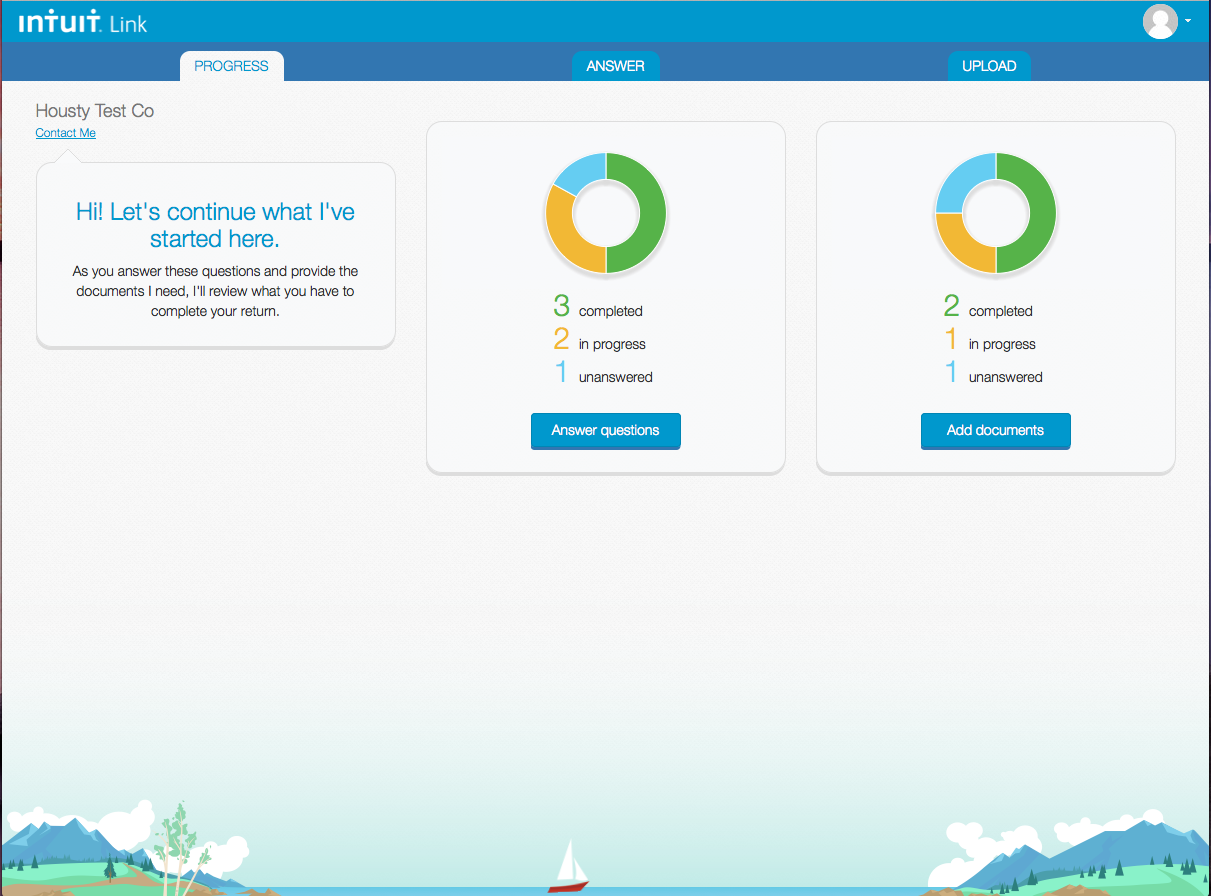 intuit. Link
PROGRESS
ANSWER
UPLOAD
Housty Test Co
Contact Me
Hi! Let's continue what I've
started here.
As you answer these questions and provide the
documents I need, I'll review what you have to
complete your return.
3 completed
2 in progress
1 unanswered
Answer questions
2 completed
1 in progress
1 unanswered
Add documents